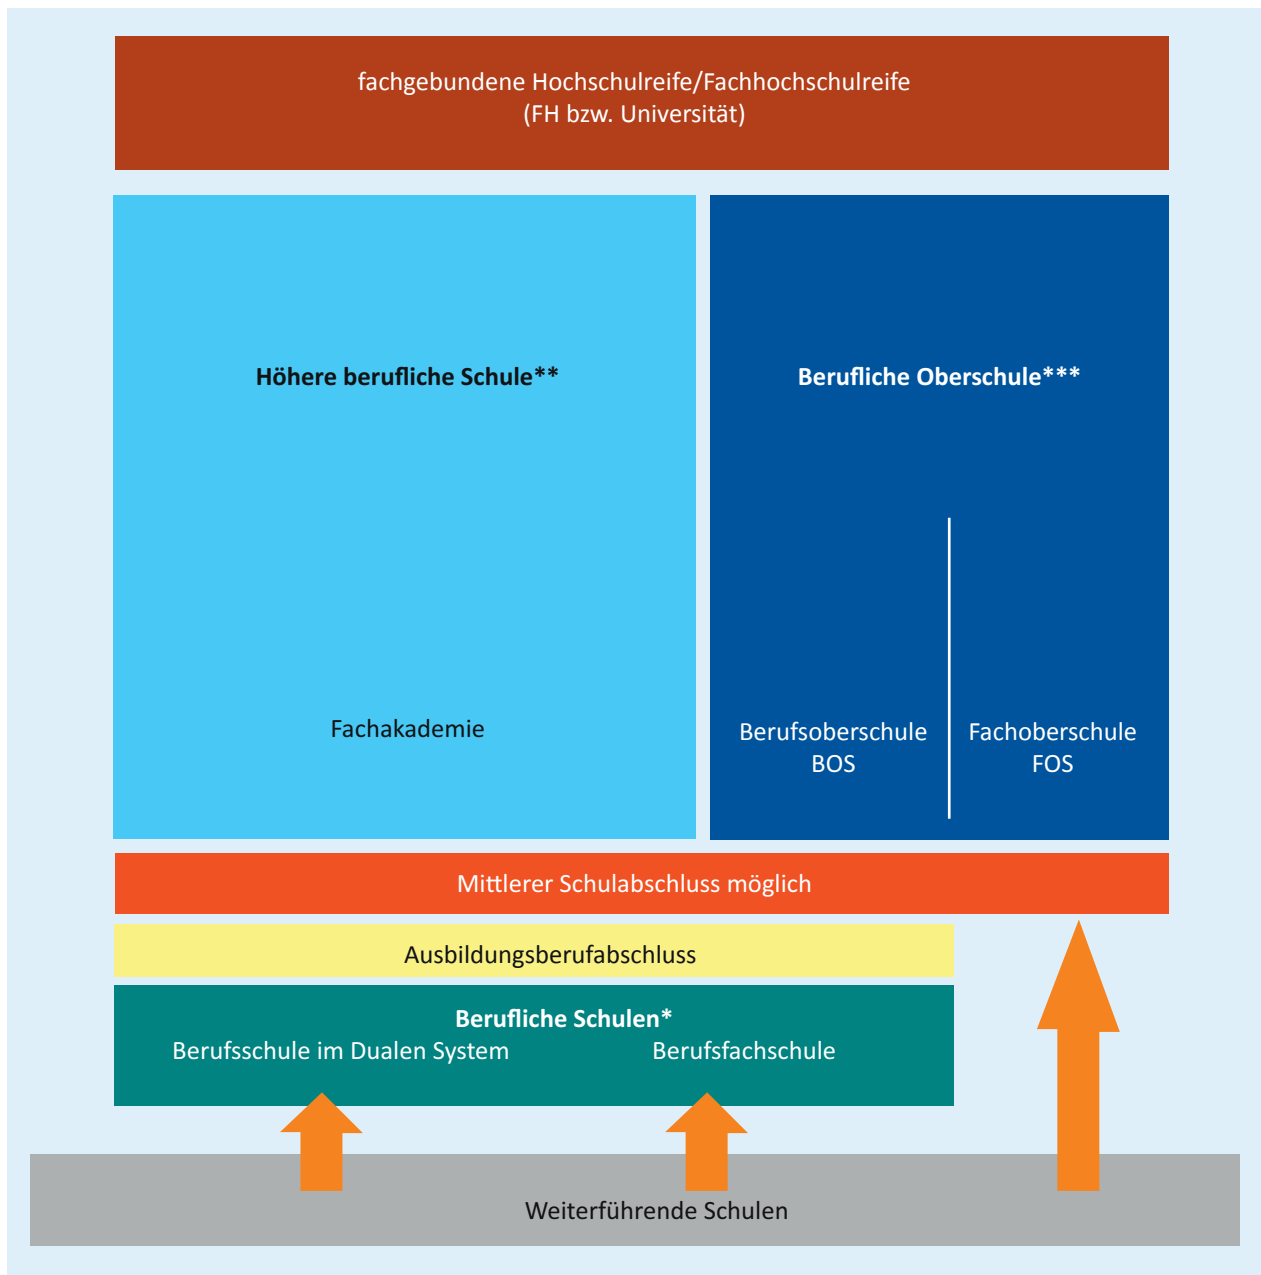 fachgebundene Hochschulreife/Fachhochschulreife
(FH bzw. Universität)
Höhere berufliche Schule**
Berufliche Oberschule***
Fachakademie
Berufsoberschule
BOS
Fachoberschule
FOS
Mittlerer Schulabschluss möglich
Ausbildungsberufabschluss
Berufliche Schulen*
Berufsschule im Dualen System
Berufsfachschule
Weiterführende Schulen